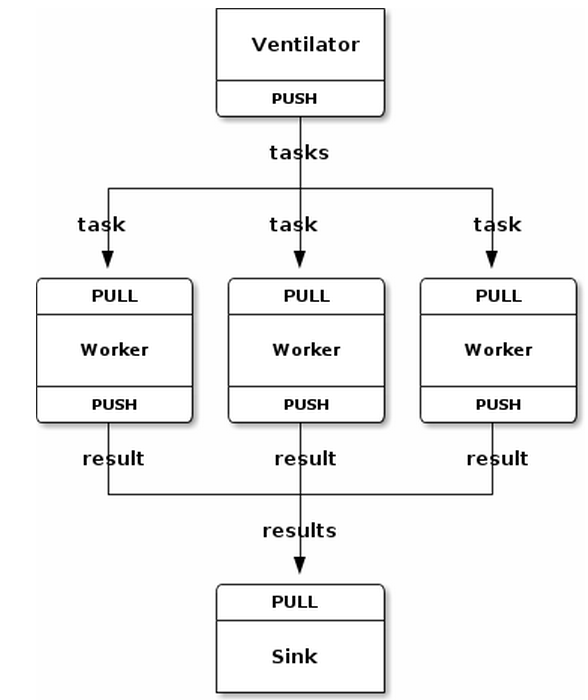 Ventilator
PUSH
tasks
task task task
PULL PULL PULL
Worker Worker Worker
PUSH PUSH PUSH
result result result
results
PULL
Sink